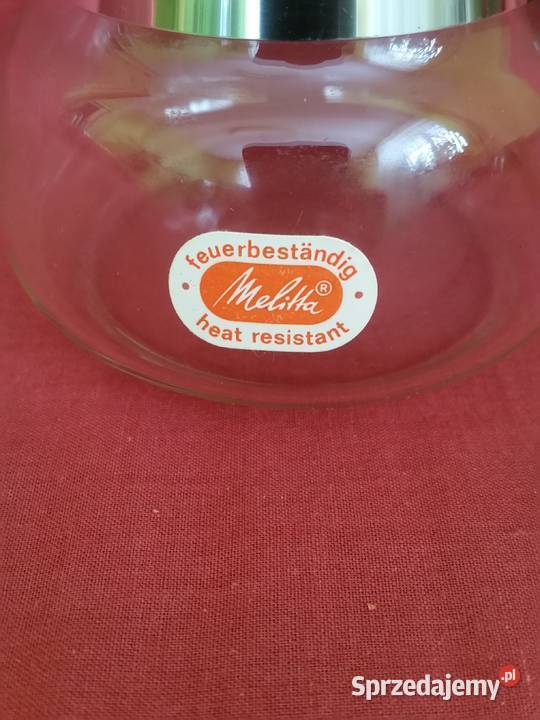 feuerbeständig
Melitta ®
heat resistant
Sprzedajemy.pl